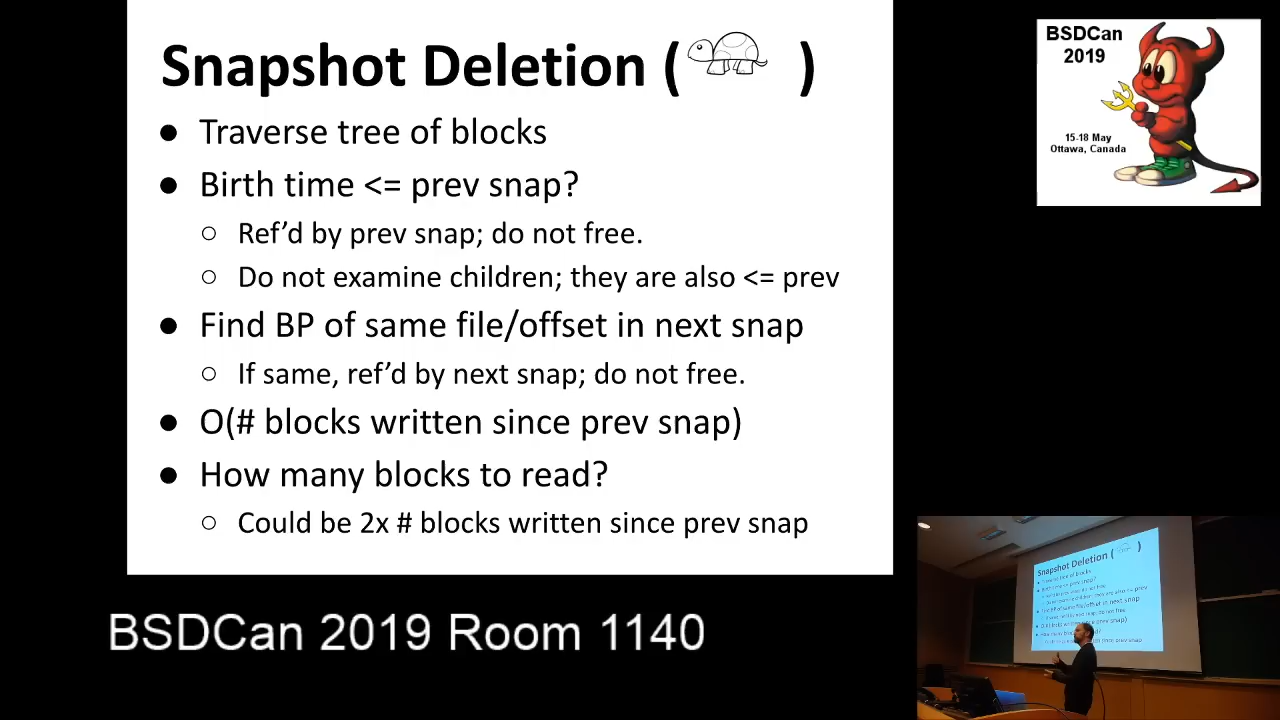 Snapshot Deletion ( )
● Traverse tree of blocks
● Birth time <= prev snap?
○ Ref’d by prev snap; do not free.
○ Do not examine children; they are also <= prev
● Find BP of same file/offset in next snap
○ If same, ref’d by next snap; do not free.
● O(# blocks written since prev snap)
● How many blocks to read?
○ Could be 2x # blocks written since prev snap
BSDCan 2019 Room 1140
BSDCan
2019
15-18 May
Ottawa, Canada
Snapshot Deletion ( )